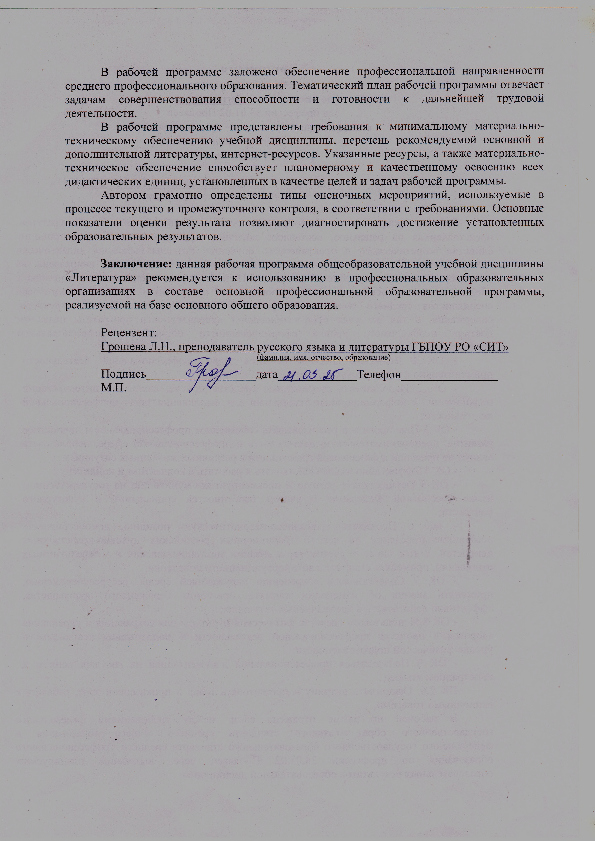 В рабочей программе заложено обеспечение профессиональной направленности
среднего профессионального образования. Тематический план рабочей программы отвечает
задачам совершенствования способности и готовности к дальнейшей трудовой
деятельности.
В рабочей программе представлены требования к минимальному материально-
техническому обеспечению учебной дисциплины, перечень рекомендуемой основной и
дополнительной литературы, интернет-ресурсов. Указанные ресурсы, а также материально-
техническое обеспечение способствует планомерному и качественному освоению всех
дидактических единиц, установленных в качестве целей и задач рабочей программы.
Автором грамотно определены типы оценочных мероприятий, используемые в
процессе текущего и промежуточного контроля, в соответствии с требованиями. Основные
показатели оценки результата позволяют диагностировать достижение установленных
образовательных результатов.
Заключение: данная рабочая программа общеобразовательной учебной дисциплины
«Литература» рекомендуется к использованию в профессиональных образовательных
организациях в составе основной профессиональной образовательной программы,
реализуемой на базе основного общего образования.
Рецензент:
Грошева Л.Н., преподаватель русского языка и литературы ГБПОУ РО «СИТ»
(фамилия, имя, отчество, образование)
Подпись дата 21.03.25 Телефон
М.П.